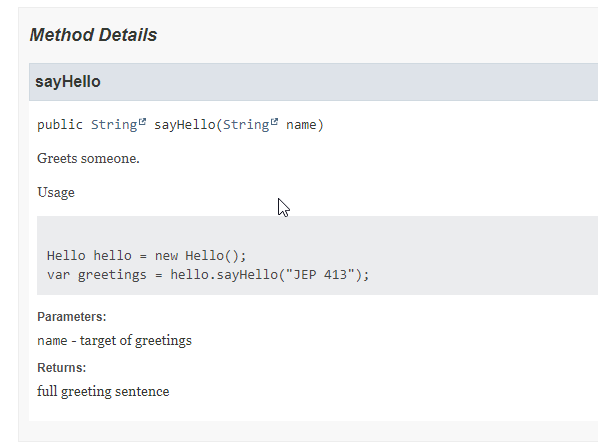 Method Details
sayHello
public String sayHello(String name)
Greets someone.
Usage
Hello hello = new Hello();
var greetings = hello.sayHello("JEP 413");
Parameters:
name - target of greetings
Returns:
full greeting sentence